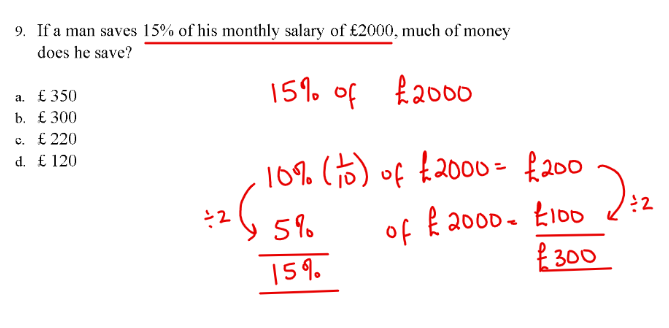 9. If a man saves 15% of his monthly salary of £2000, much of money
does he save?
a. £ 350
b. £ 300
c. £ 220
d. £ 120
15% of £2000
10% (1/10) of £2000 = £200
÷2 ÷2
5% of £2000 = £100
15% £300